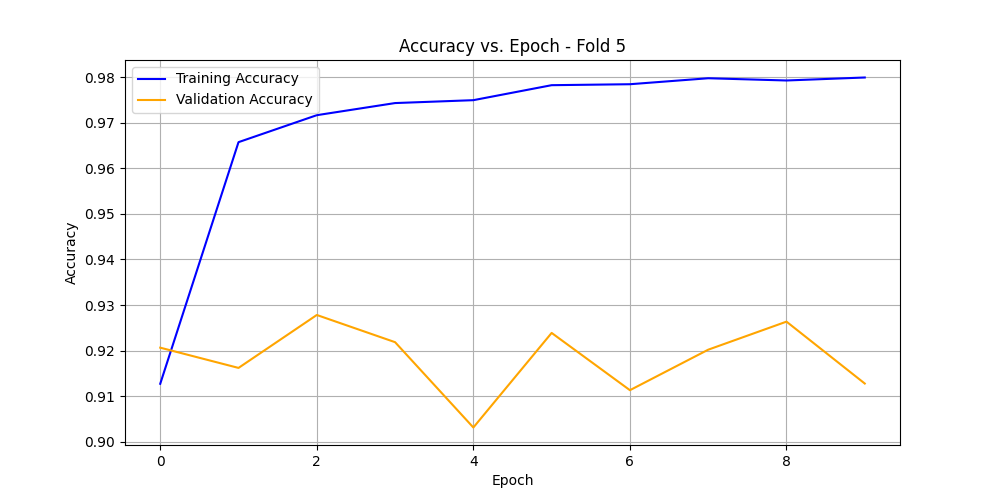 Accuracy vs. Epoch - Fold 5
Training Accuracy
Validation Accuracy
0.98
0.97
0.96
0.95
0.94
0.93
0.92
0.91
0.90
Accuracy
0 2 4 6 8
Epoch